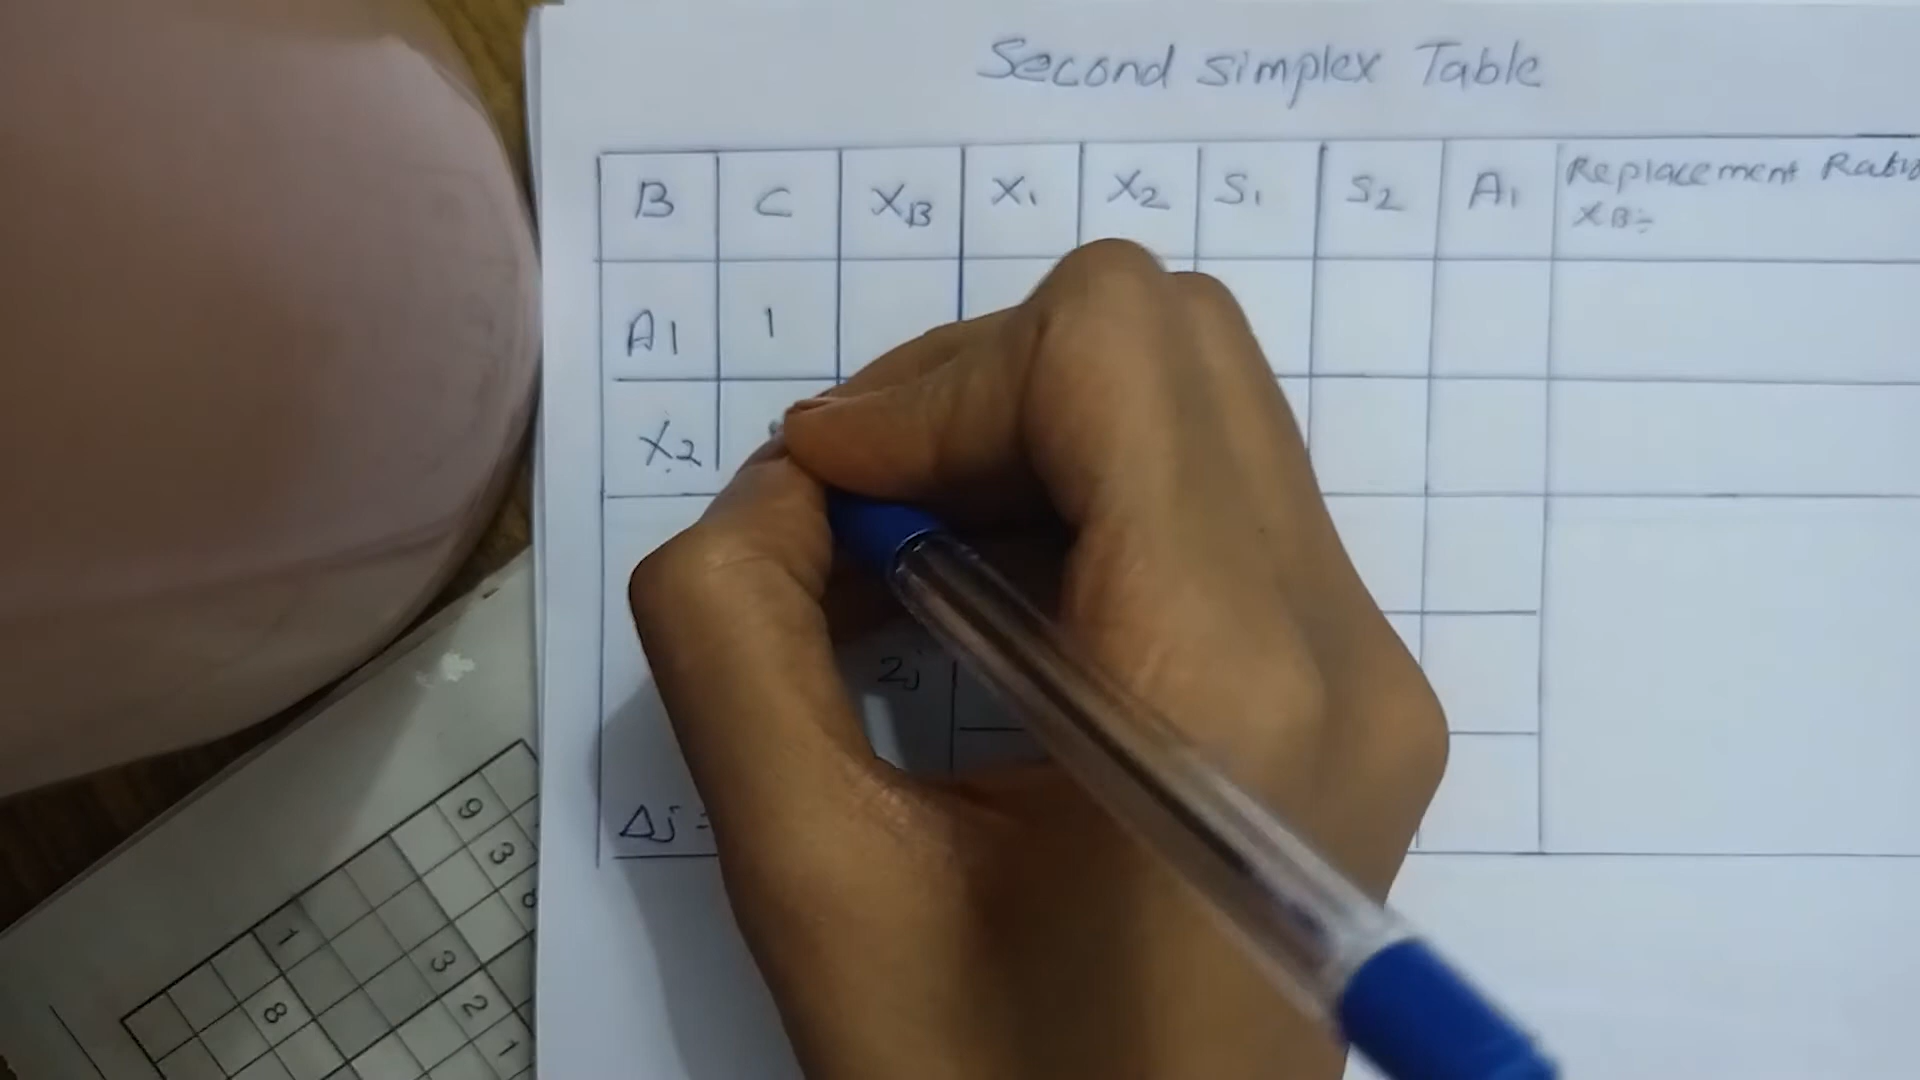 Second simplex Table
B C XB X1 X2 S1 S2 A1 Replacement Ratio
XB÷
A1 1
X2
Zj
Δj =
9
3
8
1
3
8
2
1